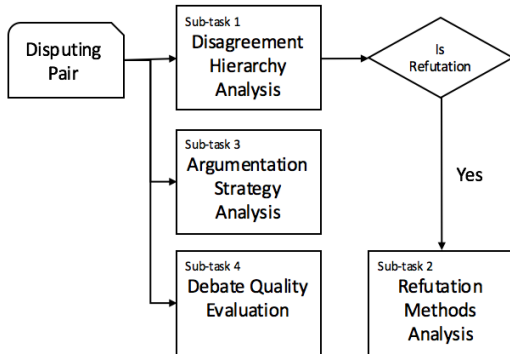 Disputing
Pair
Sub-task 1
Disagreement
Hierarchy
Analysis
Is
Refutation
Yes
Sub-task 3
Argumentation
Strategy
Analysis
Sub-task 4
Debate Quality
Evaluation
Sub-task 2
Refutation
Methods
Analysis